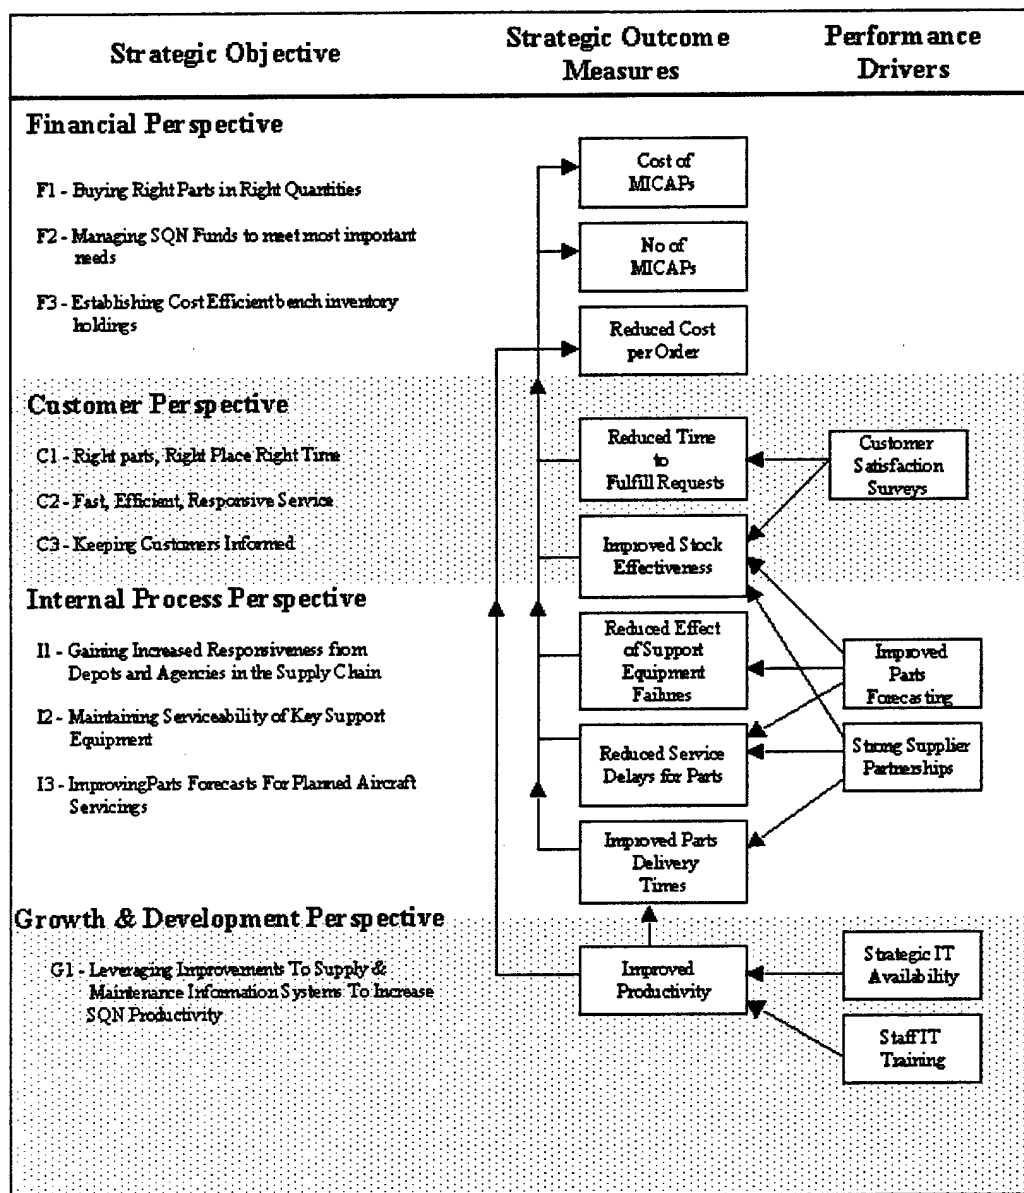 Strategic Objective
Strategic Outcome
Measures
Performance
Drivers
Financial Perspective
F1 - Buying Right Parts in Right Quantities
F2 - Managing SQN Funds to meet most important
needs
F3 - Establishing Cost Efficient bench inventory
holdings
Cost of
MICAPs
No of
MICAPs
Reduced Cost
per Order
Customer Perspective
C1 - Right parts, Right Place Right Time
C2 - Fast, Efficient, Responsive Service
C3 - Keeping Customers Informed
Reduced Time
to
Fulfill Requests
Improved Stock
Effectiveness
Customer
Satisfaction
Surveys
Internal Process Perspective
I1 - Gaining Increased Responsiveness from
Depots and Agencies in the Supply Chain
I2 - Maintaining Serviceability of Key Support
Equipment
I3 - ImprovingParts Forecasts For Planned Aircraft
Servicings
Reduced Effect
of Support
Equipment
Failures
Reduced Service
Delays for Parts
Improved Parts
Delivery
Times
Improved
Parts
Forecasting
Strong Supplier
Partnerships
Growth & Development Perspective
G1 - Leveraging Improvements To Supply &
Maintenance Information Systems To Increase
SQN Productivity
Improved
Productivity
Strategic IT
Availability
Staff IT
Training